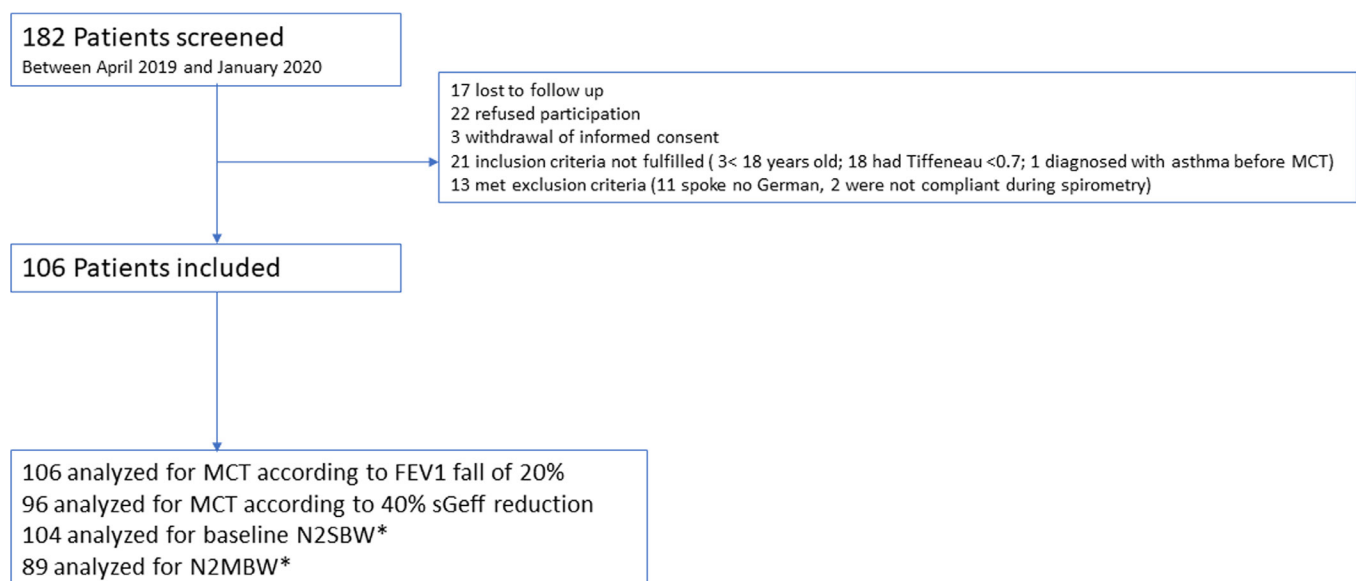 182 Patients screened
Between April 2019 and January 2020
17 lost to follow up
22 refused participation
3 withdrawal of informed consent
21 inclusion criteria not fulfilled ( 3< 18 years old; 18 had Tiffeneau <0.7; 1 diagnosed with asthma before MCT)
13 met exclusion criteria (11 spoke no German, 2 were not compliant during spirometry)
106 Patients included
106 analyzed for MCT according to FEV1 fall of 20%
96 analyzed for MCT according to 40% sGeff reduction
104 analyzed for baseline N2SBW*
89 analyzed for N2MBW*